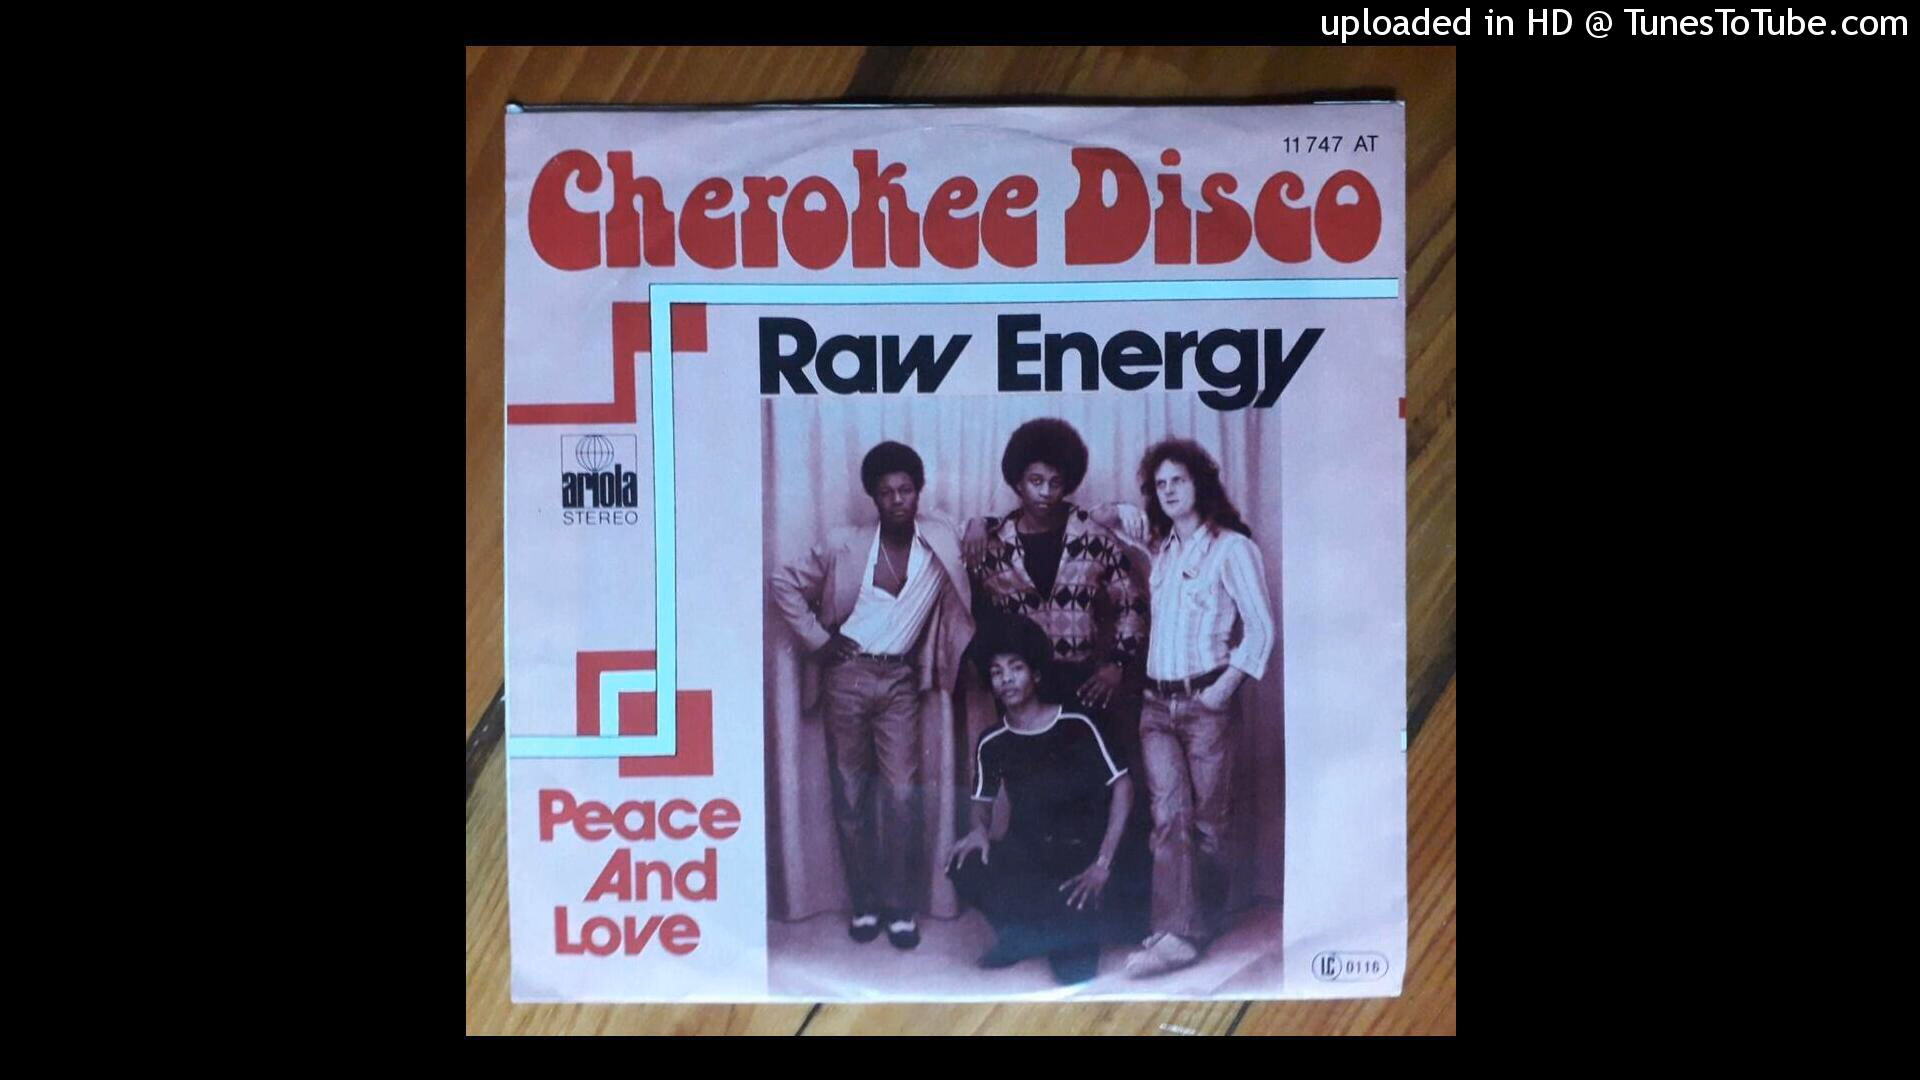 uploaded in HD @ TunesToTube.com
11 747 AT
Cherokee Disco
Raw Energy
ariola
STEREO
Peace
And
Love
LC 0116